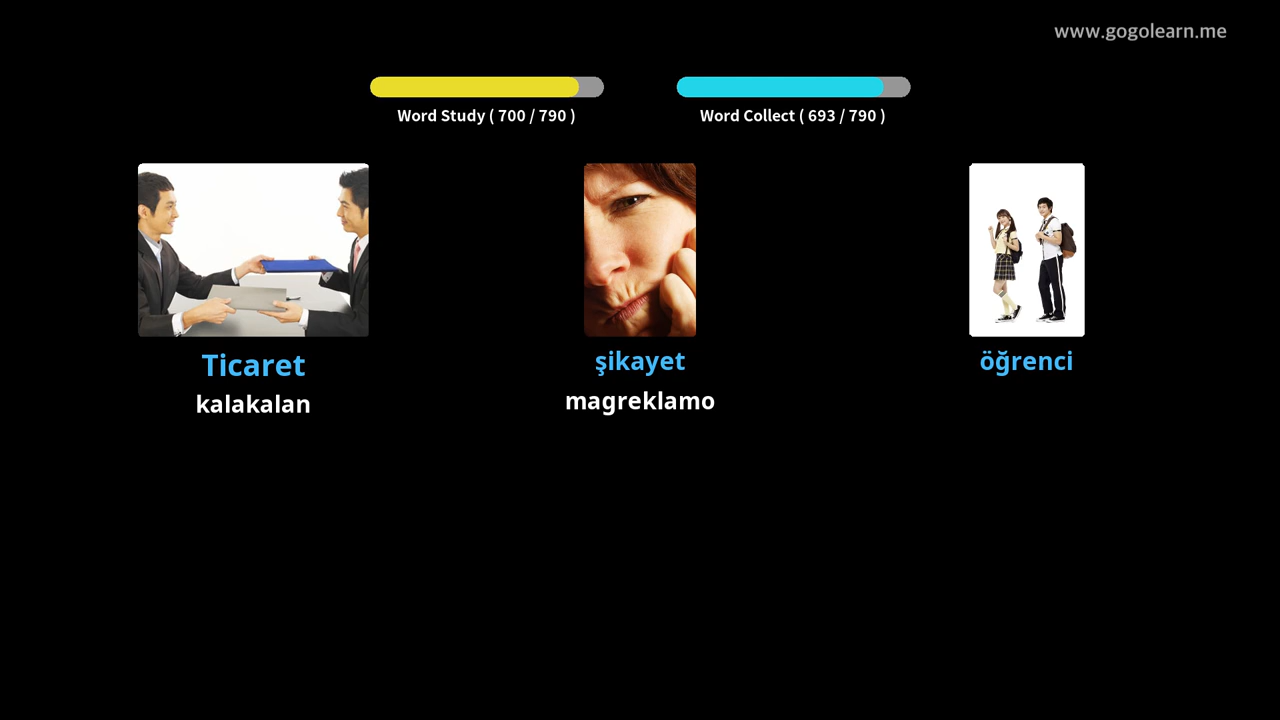 www.gogolearn.me
Word Study ( 700 / 790 )
Word Collect ( 693 / 790 )
Ticaret
kalakalan
şikayet
magreklamo
öğrenci